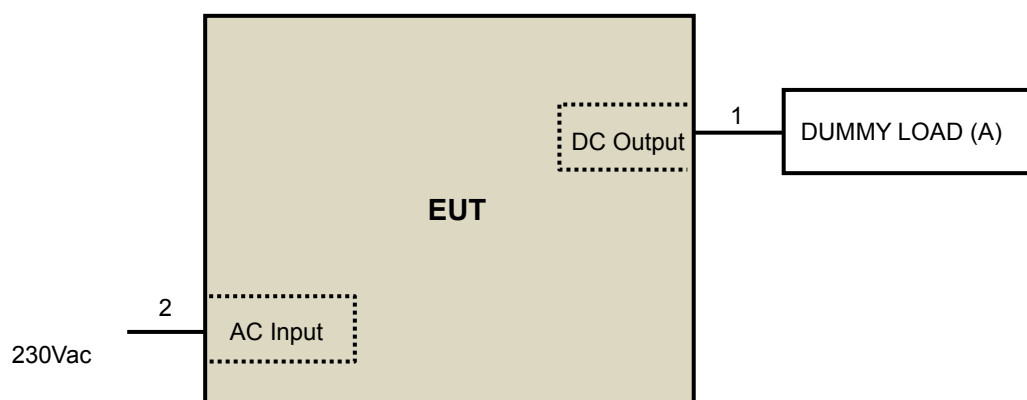 1
DUMMY LOAD (A)
DC Output
EUT
2
AC Input
230Vac